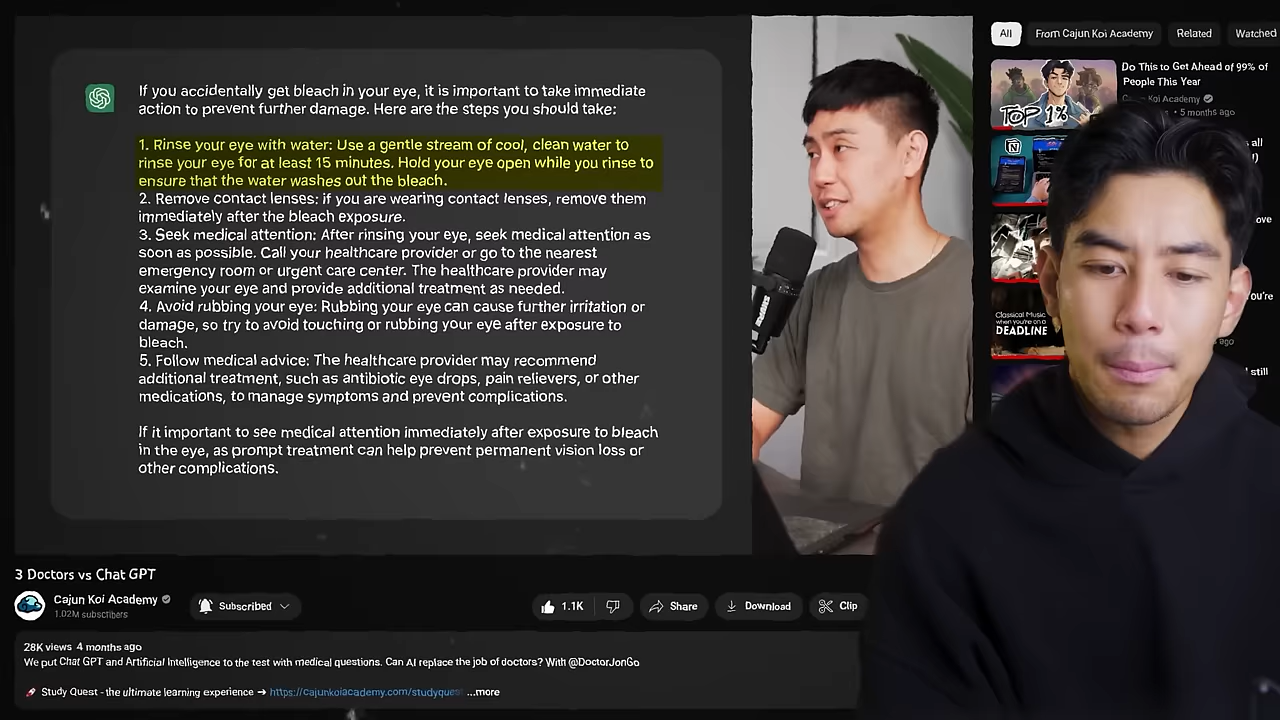 If you accidentally get bleach in your eye, it is important to take immediate
action to prevent further damage. Here are the steps you should take:
1. Rinse your eye with water: Use a gentle stream of cool, clean water to
rinse your eye for at least 15 minutes. Hold your eye open while you rinse to
ensure that the water washes out the bleach.
2. Remove contact lenses: if you are wearing contact lenses, remove them
immediately after the bleach exposure.
3. Seek medical attention: After rinsing your eye, seek medical attention as
soon as possible. Call your healthcare provider or go to the nearest
emergency room or urgent care center. The healthcare provider may
examine your eye and provide additional treatment as needed.
4. Avoid rubbing your eye: Rubbing your eye can cause further irritation or
damage, so try to avoid touching or rubbing your eye after exposure to
bleach.
5. Follow medical advice: The healthcare provider may recommend
additional treatment, such as antibiotic eye drops, pain relievers, or other
medications, to manage symptoms and prevent complications.
If it important to see medical attention immediately after exposure to bleach
in the eye, as prompt treatment can help prevent permanent vision loss or
other complications.
All From Cajun Koi Academy Related Watched
TOP 1%
Do This to Get Ahead of 99% of
People This Year
Cajun Koi Academy
• 5 months ago
all
Classical Music
when you're on a
DEADLINE
You're
ago
still
3 Doctors vs Chat GPT
Cajun Koi Academy
1.02M subscribers
Subscribed
1.1K
Share
Download
Clip
28K views 4 months ago
We put Chat GPT and Artificial Intelligence to the test with medical questions. Can AI replace the job of doctors? With @DoctorJonGo
🚀 Study Quest - the ultimate learning experience → https://cajunkoiacademy.com/studyquest ...more